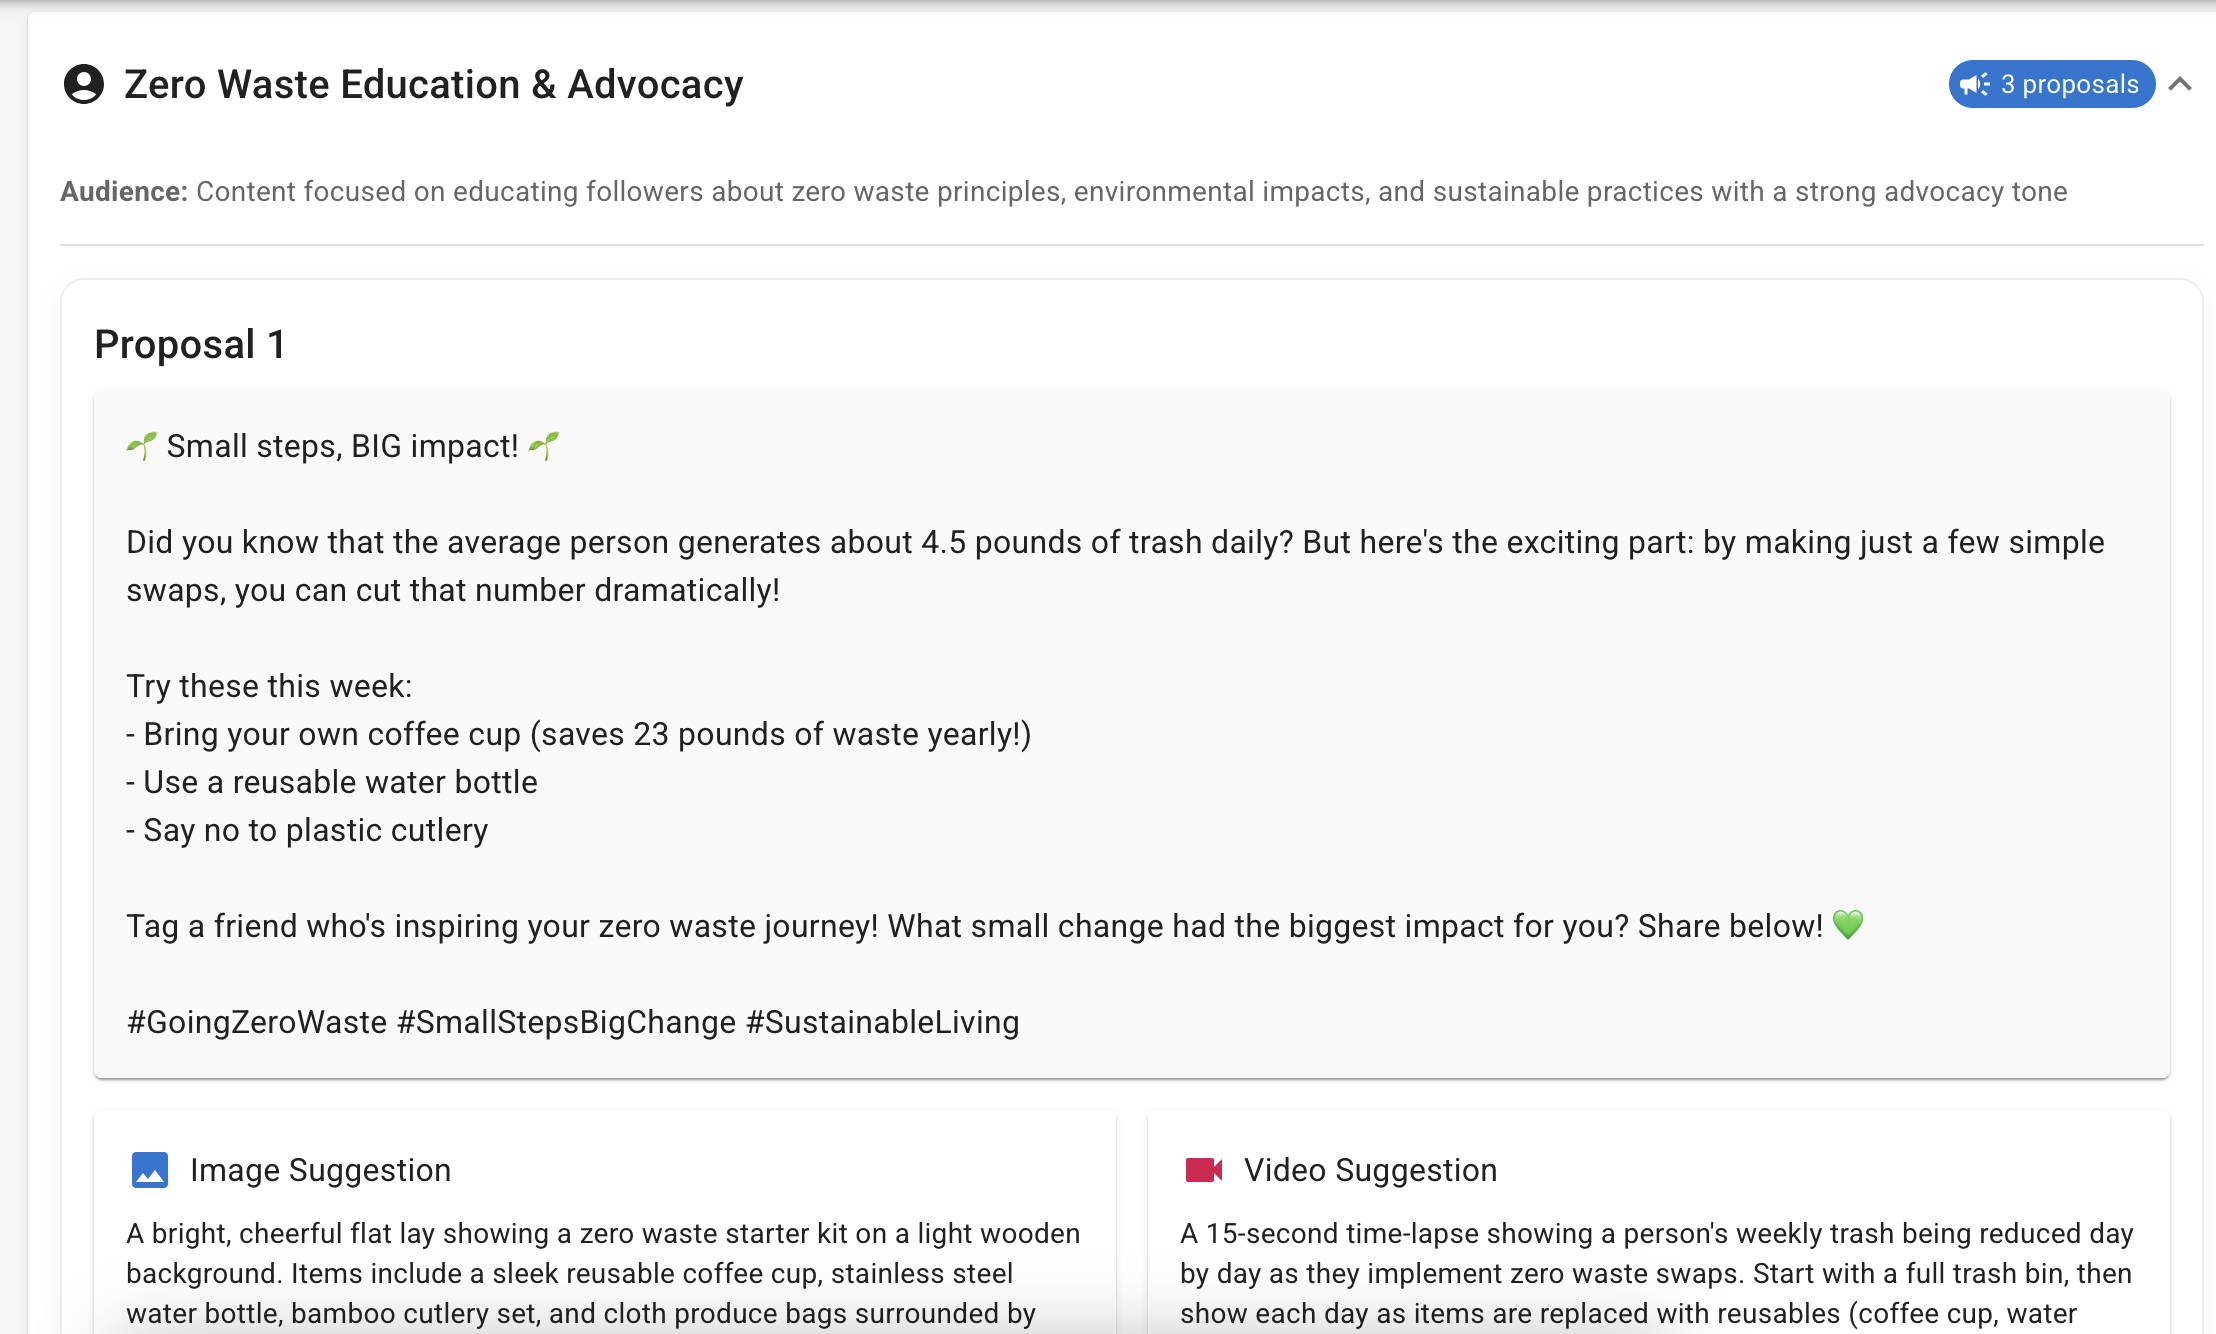 Zero Waste Education & Advocacy
3 proposals
Audience: Content focused on educating followers about zero waste principles, environmental impacts, and sustainable practices with a strong advocacy tone
Proposal 1
🌱 Small steps, BIG impact! 🌱
Did you know that the average person generates about 4.5 pounds of trash daily? But here's the exciting part: by making just a few simple
swaps, you can cut that number dramatically!
Try these this week:
- Bring your own coffee cup (saves 23 pounds of waste yearly!)
- Use a reusable water bottle
- Say no to plastic cutlery
Tag a friend who's inspiring your zero waste journey! What small change had the biggest impact for you? Share below! 💚
#GoingZeroWaste #SmallStepsBigChange #SustainableLiving
Image Suggestion
A bright, cheerful flat lay showing a zero waste starter kit on a light wooden
background. Items include a sleek reusable coffee cup, stainless steel
water bottle, bamboo cutlery set, and cloth produce bags surrounded by
Video Suggestion
A 15-second time-lapse showing a person's weekly trash being reduced day
by day as they implement zero waste swaps. Start with a full trash bin, then
show each day as items are replaced with reusables (coffee cup, water